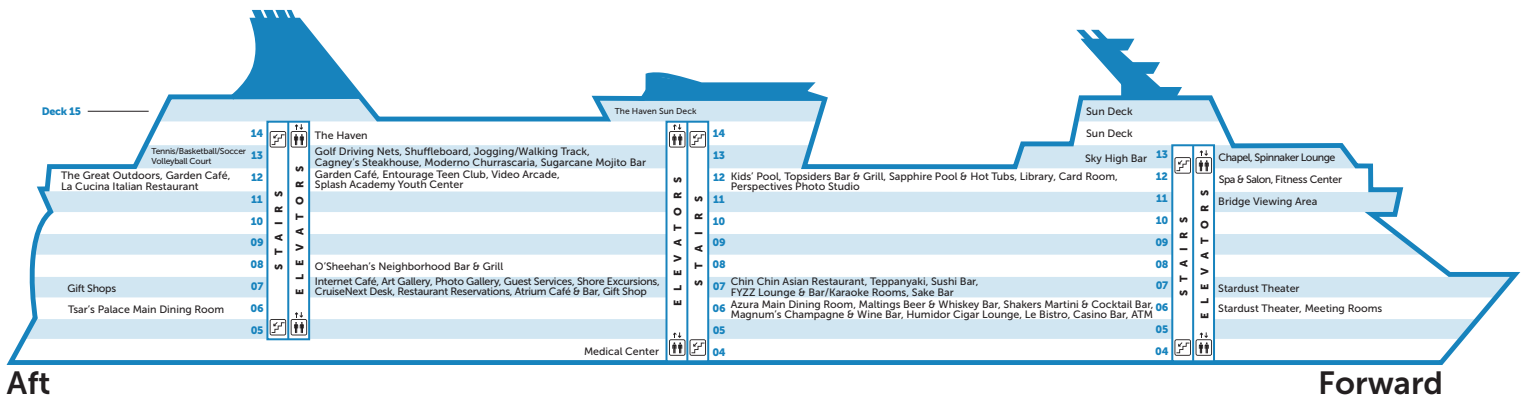 Deck 15
The Haven Sun Deck
Sun Deck
14
The Haven
14
Sun Deck
Tennis/Basketball/Soccer
Volleyball Court
13
Golf Driving Nets, Shuffleboard, Jogging/Walking Track,
Cagney's Steakhouse, Moderno Churrascaria, Sugarcane Mojito Bar
13
Sky High Bar
13
Chapel, Spinnaker Lounge
The Great Outdoors, Garden Café,
La Cucina Italian Restaurant
12
Garden Café, Entourage Teen Club, Video Arcade,
Splash Academy Youth Center
12
Kids' Pool, Topsiders Bar & Grill, Sapphire Pool & Hot Tubs, Library, Card Room,
Perspectives Photo Studio
12
Spa & Salon, Fitness Center
11
11
11
Bridge Viewing Area
10
10
10
09
09
09
08
O'Sheehan's Neighborhood Bar & Grill
08
08
Gift Shops
07
Internet Café, Art Gallery, Photo Gallery, Guest Services, Shore Excursions,
CruiseNext Desk, Restaurant Reservations, Atrium Café & Bar, Gift Shop
07
Chin Chin Asian Restaurant, Teppanyaki, Sushi Bar,
FYZZ Lounge & Bar/Karaoke Rooms, Sake Bar
07
Stardust Theater
Tsar's Palace Main Dining Room
06
06
Azura Main Dining Room, Maltings Beer & Whiskey Bar, Shakers Martini & Cocktail Bar,
Magnum's Champagne & Wine Bar, Humidor Cigar Lounge, Le Bistro, Casino Bar, ATM
06
Stardust Theater, Meeting Rooms
05
05
05
Medical Center
04
04
STAIRS
ELEVATORS
ELEVATORS
STAIRS
STAIRS
ELEVATORS
Aft
Forward